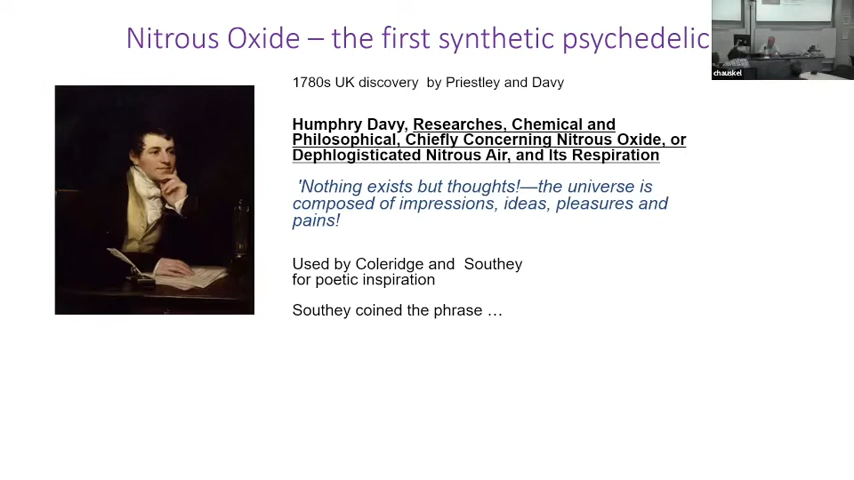 Nitrous Oxide – the first synthetic psychedelic
chauskel
1780s UK discovery  by Priestley and Davy
Humphry Davy, Researches, Chemical and
Philosophical, Chiefly Concerning Nitrous Oxide, or
Dephlogisticated Nitrous Air, and Its Respiration
'Nothing exists but thoughts!—the universe is
composed of impressions, ideas, pleasures and
pains!
Used by Coleridge and  Southey
for poetic inspiration
Southey coined the phrase …